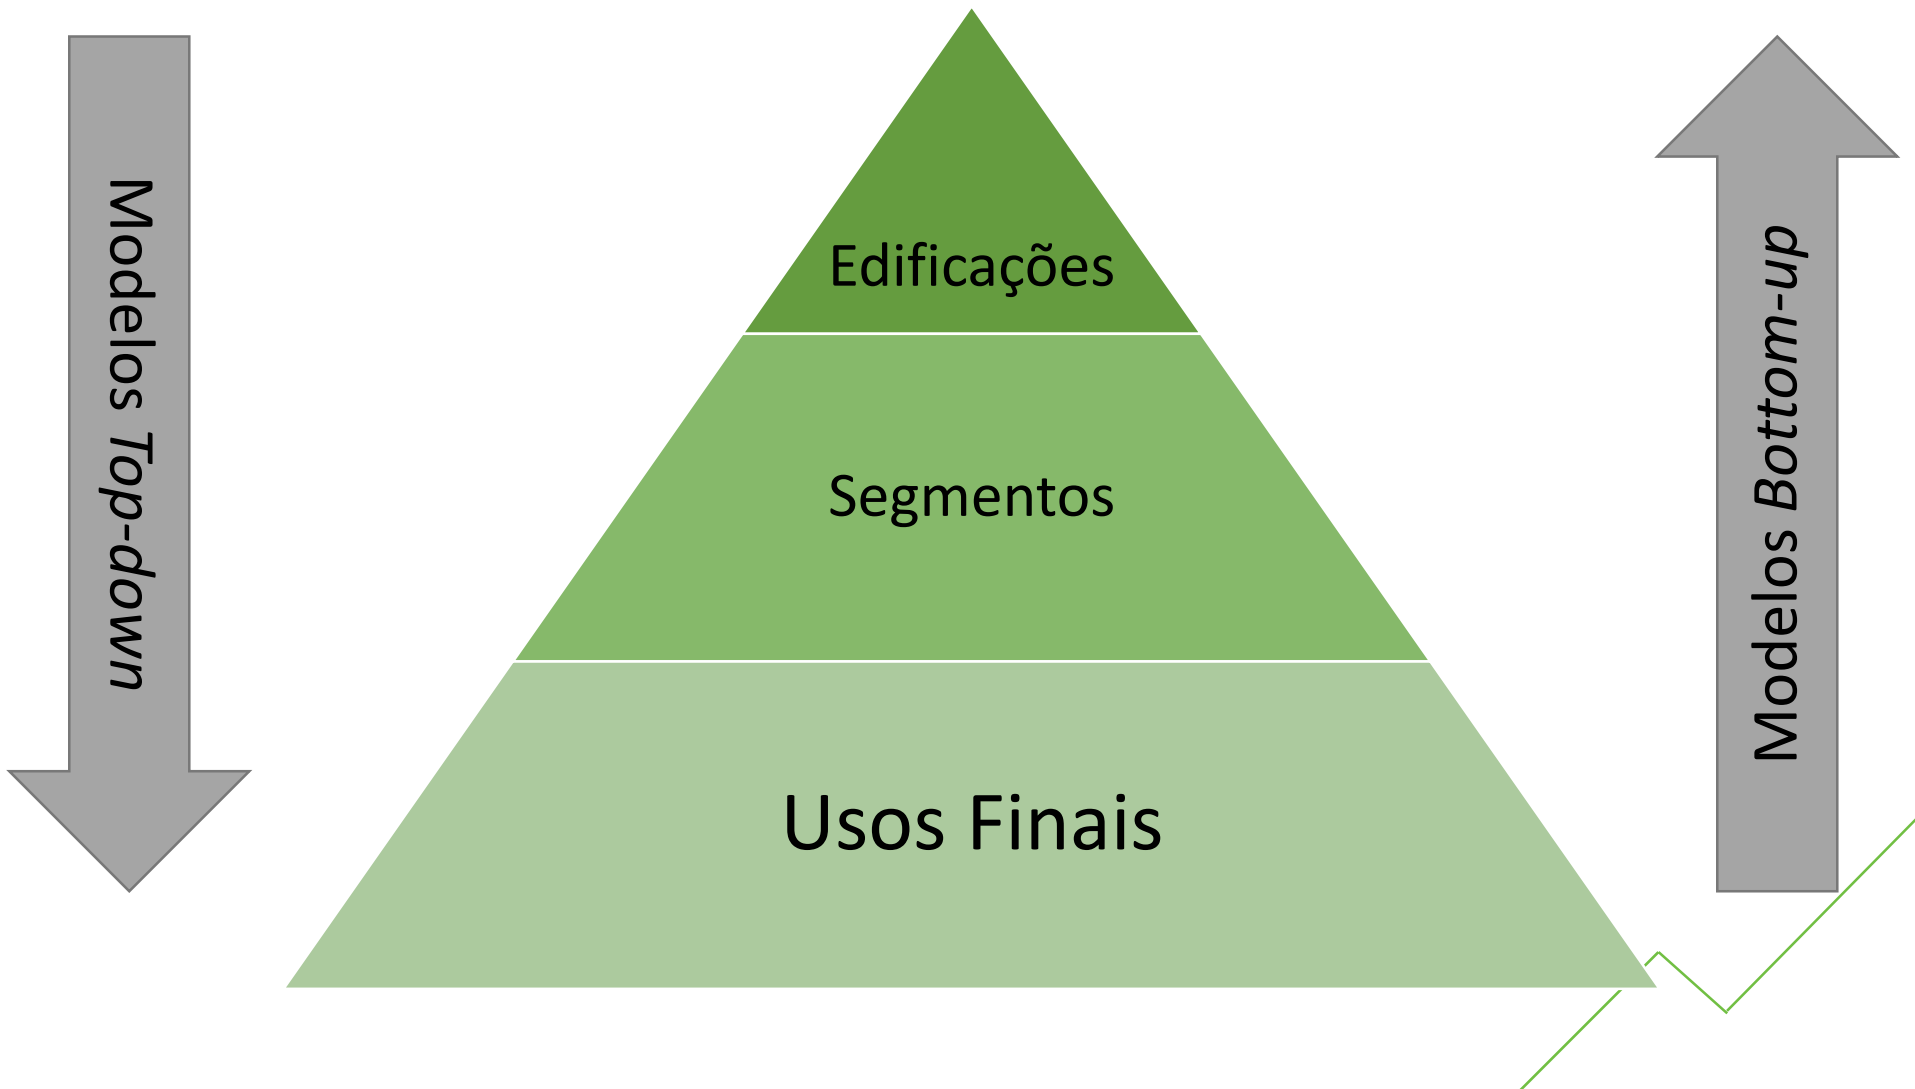 Modelos Top-down
Edificações
Segmentos
Usos Finais
Modelos Bottom-up